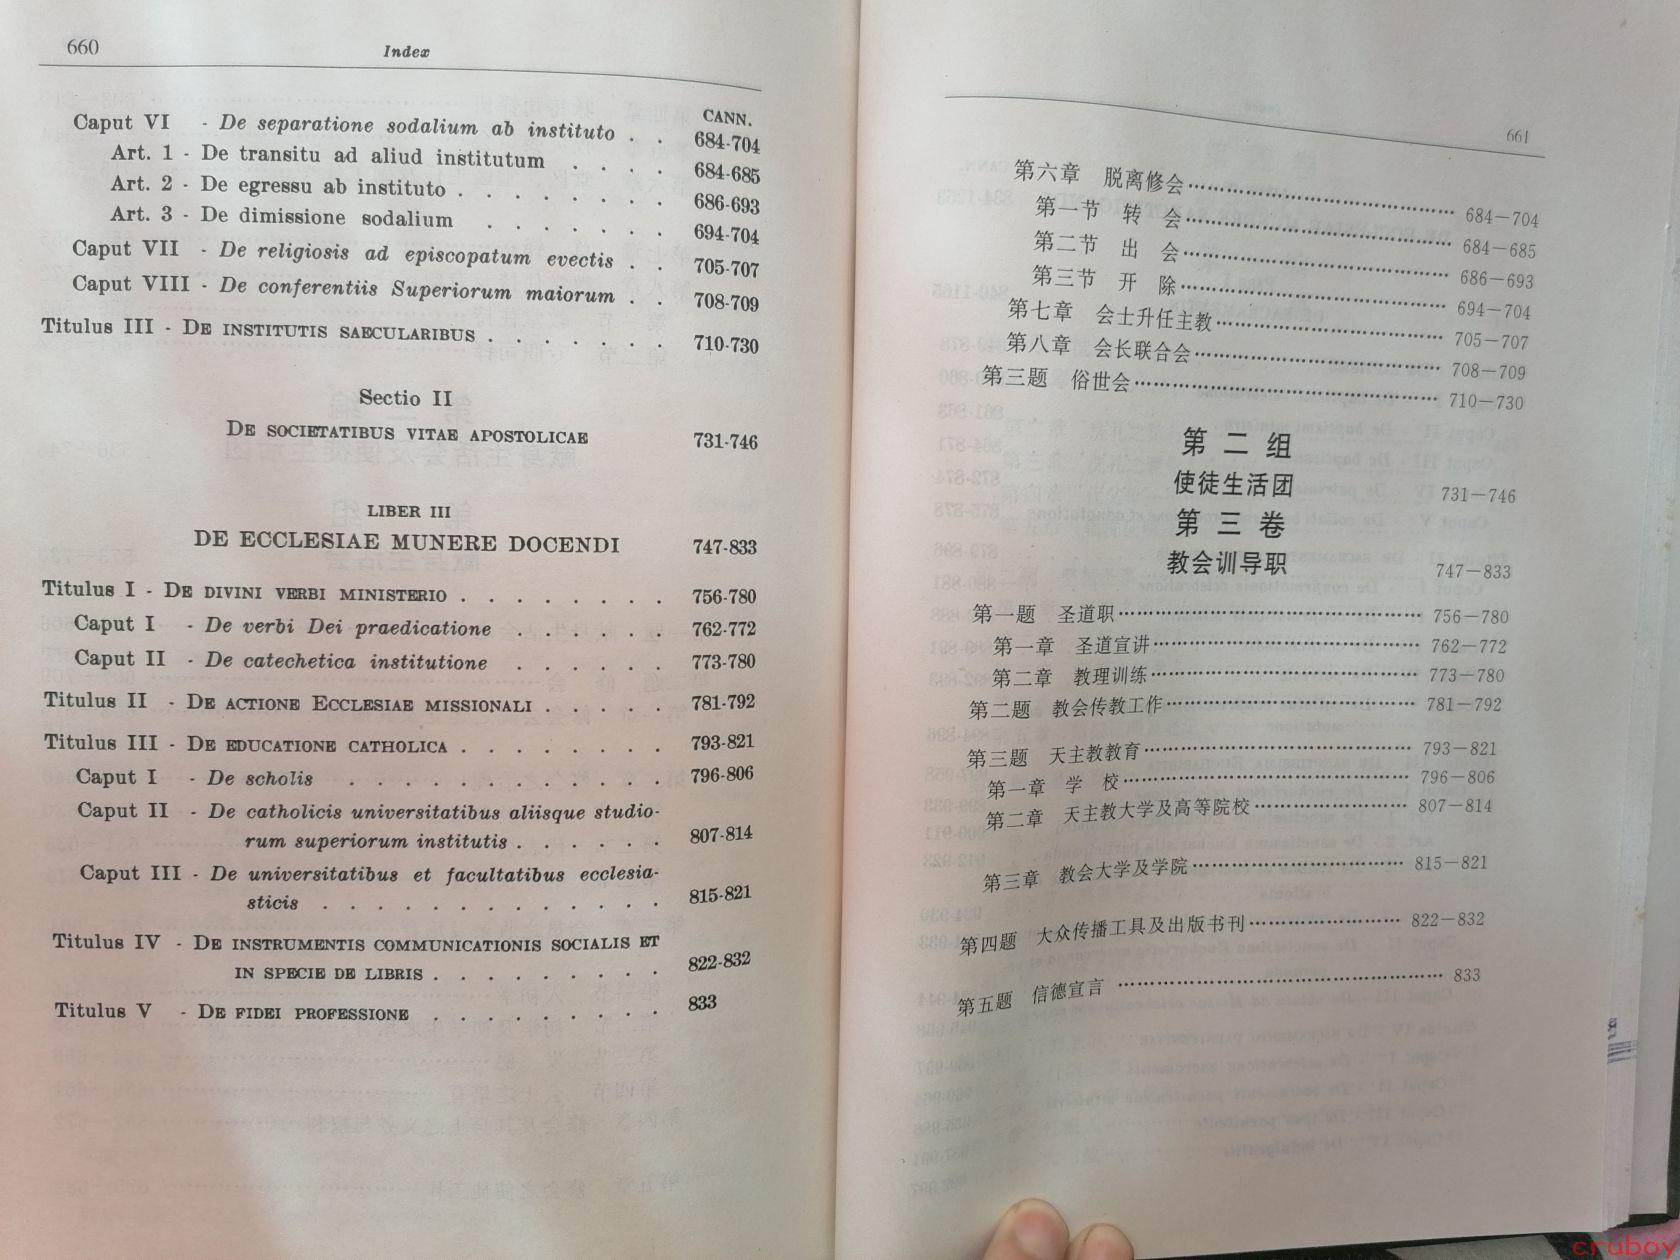 660
Index
CANN.
Caput VI - De separatione sodalium ab instituto . . 684-704
Art. 1 - De transitu ad aliud institutum . . . . 684-685
Art. 2 - De egressu ab instituto . . . . . . . 686-693
Art. 3 - De dimissione sodalium . . . . . . . 694-704
Caput VII - De religiosis ad episcopatum evectis . . 705-707
Caput VIII - De conferentiis Superiorum maiorum . . 708-709
Titulus III - De institutis saecularibus . . . . . . . 710-730
Sectio II
De societatibus vitae apostolicae 731-746
LIBER III
DE ECCLESIAE MUNERE DOCENDI 747-833
Titulus I - De divini verbi ministerio . . . . . . . . 756-780
Caput I - De verbi Dei praedicatione . . . . . . 762-772
Caput II - De catechetica institutione . . . . . . 773-780
Titulus II - De actione Ecclesiae missionali . . . . . 781-792
Titulus III - De educatione catholica . . . . . . . . 793-821
Caput I - De scholis . . . . . . . . . . . . 796-806
Caput II - De catholicis universitatibus aliisque studio-
rum superiorum institutis . . . . . . 807-814
Caput III - De universitatibus et facultatibus ecclesia-
sticis . . . . . . . . . . . . . 815-821
Titulus IV - De instrumentis communicationis socialis et
in specie de libris . . . . . . . . . 822-832
Titulus V - De fidei professione . . . . . . . . . 833
661
第六章 脱离修会 …… 684—704
第一节 转 会 …… 684—685
第二节 出 会 …… 686—693
第三节 开 除 …… 694—704
第七章 会士升任主教 …… 705—707
第八章 会长联合会 …… 708—709
第三题 俗世会 …… 710—730
第 二 组
使徒生活团 731—746
第 三 卷
教会训导职 747—833
第一题 圣道职 …… 756—780
第一章 圣道宣讲 …… 762—772
第二章 教理训练 …… 773—780
第二题 教会传教工作 …… 781—792
第三题 天主教教育 …… 793—821
第一章 学 校 …… 796—806
第二章 天主教大学及高等院校 …… 807—814
第三章 教会大学及学院 …… 815—821
第四题 大众传播工具及出版书刊 …… 822—832
第五题 信德宣言 …… 833
cruboy